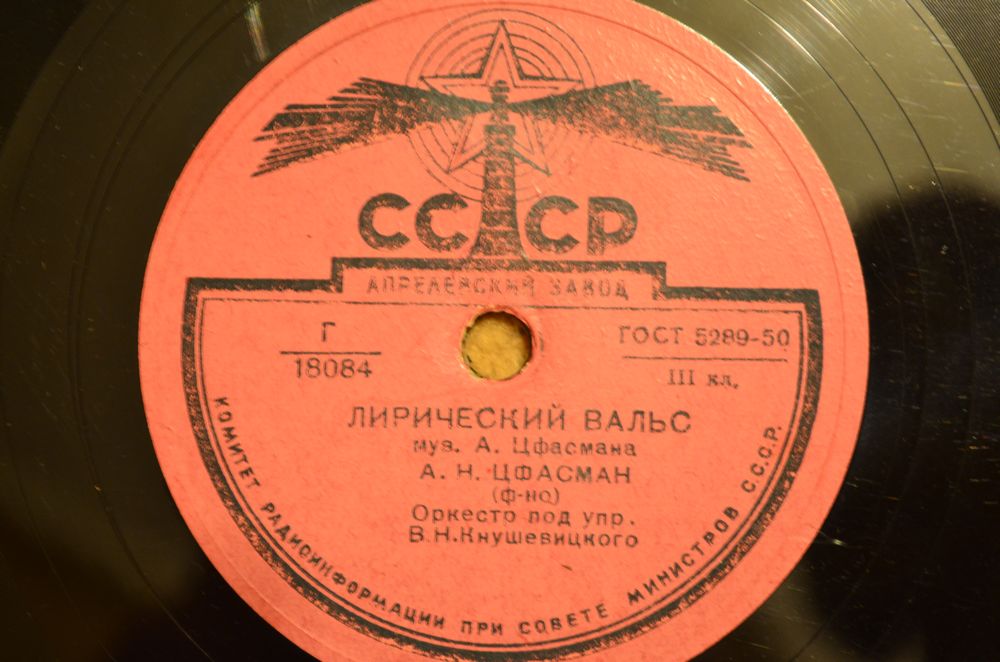 СССР
АПРЕЛЕВСКИЙ ЗАВОД
Г
18084
ГОСТ 5289-50
III кл.
ЛИРИЧЕСКИЙ ВАЛЬС
муз. А. Цфасмана
А. Н. ЦФАСМАН
(ф-но)
Оркестр под упр.
В.Н.Кнушевицкого
КОМИТЕТ РАДИОИНФОРМАЦИИ ПРИ СОВЕТЕ МИНИСТРОВ С.С.С.Р.